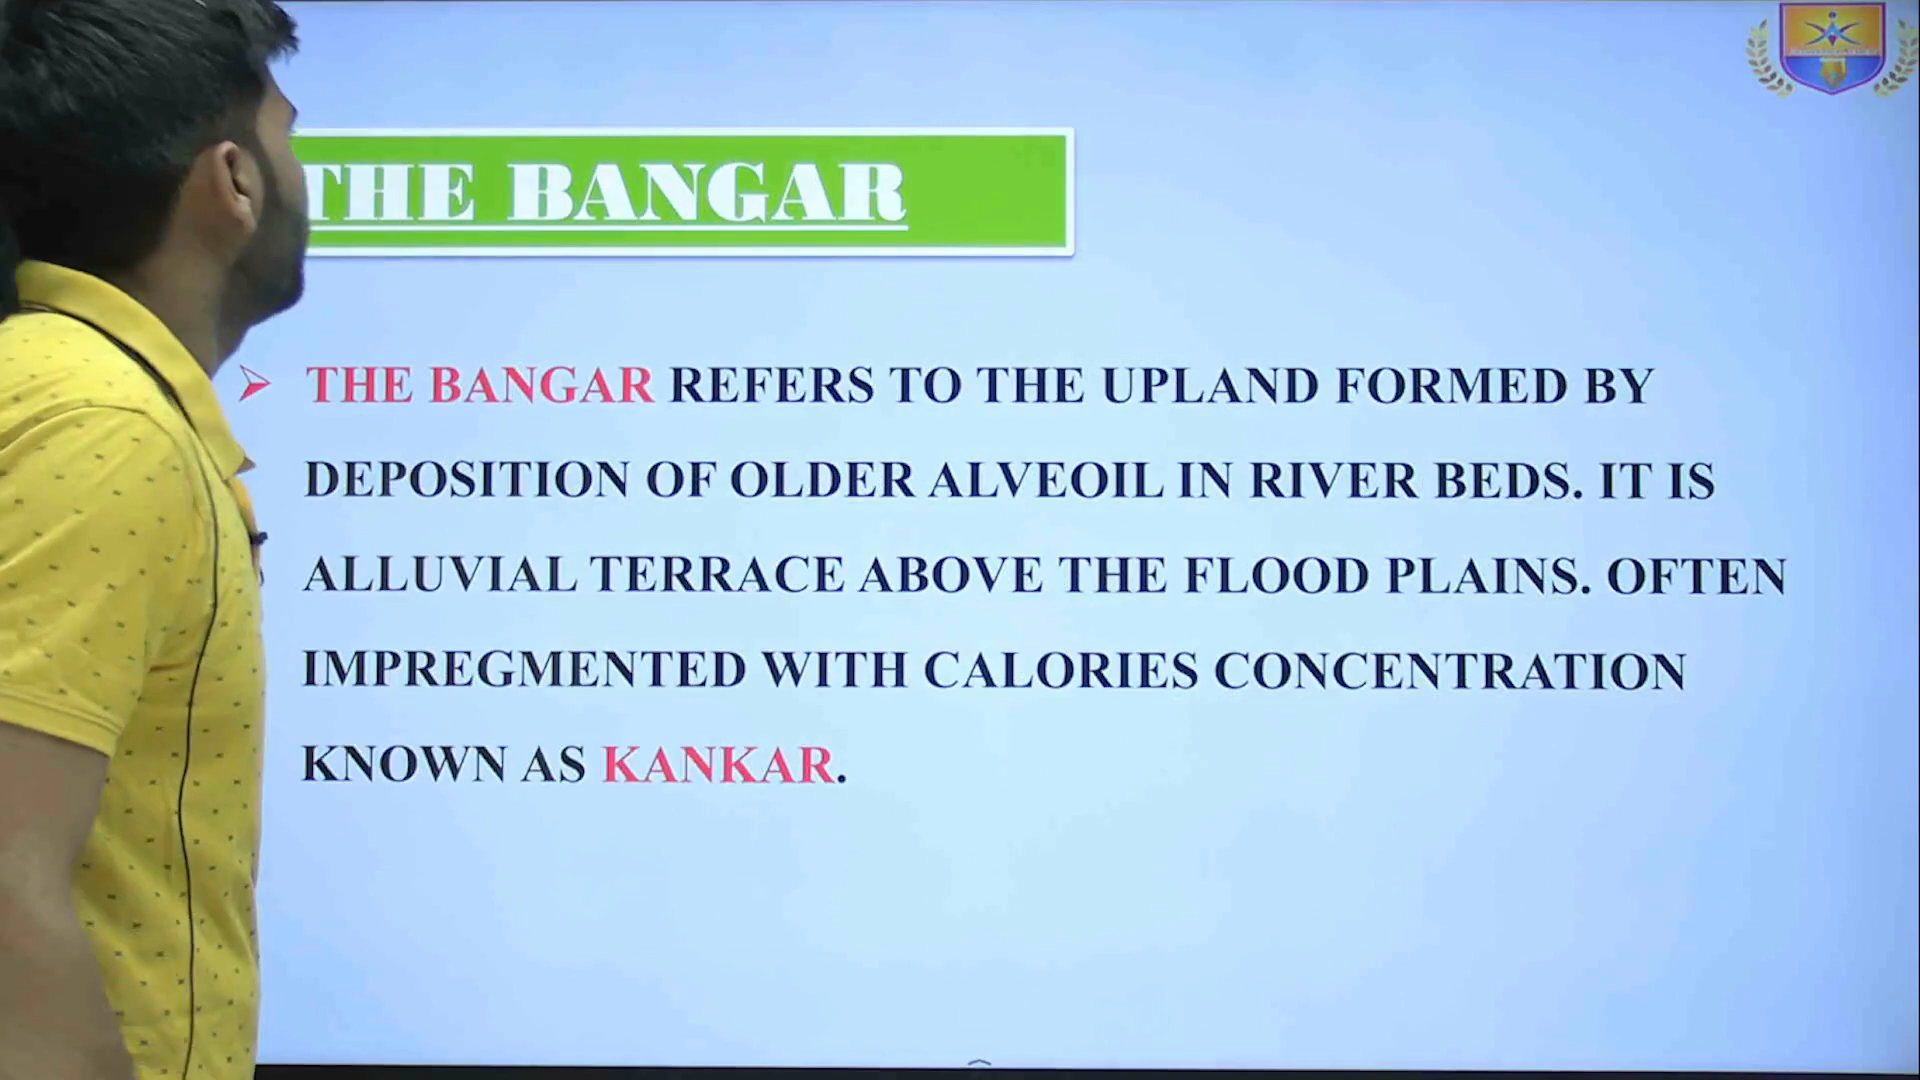 THE BANGAR
THE BANGAR REFERS TO THE UPLAND FORMED BY
DEPOSITION OF OLDER ALVEOIL IN RIVER BEDS. IT IS
ALLUVIAL TERRACE ABOVE THE FLOOD PLAINS. OFTEN
IMPREGMENTED WITH CALORIES CONCENTRATION
KNOWN AS KANKAR.